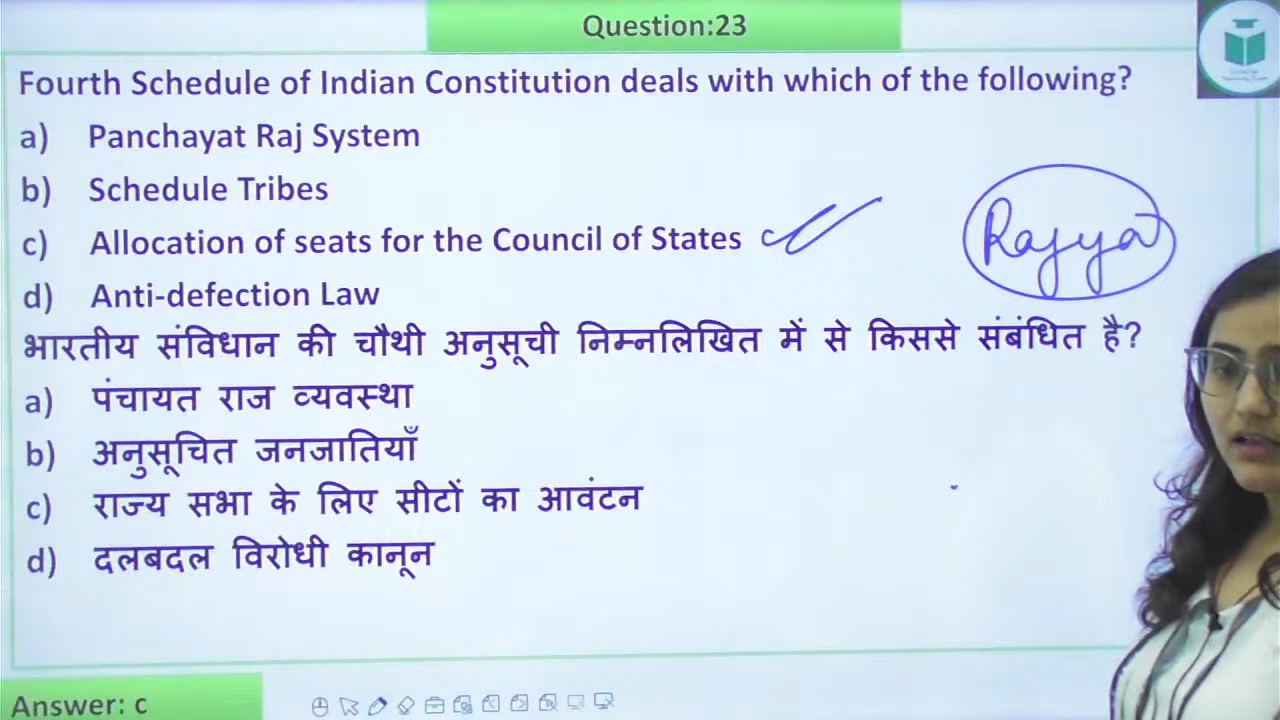 Question:23
Fourth Schedule of Indian Constitution deals with which of the following?
a) Panchayat Raj System
b) Schedule Tribes
c) Allocation of seats for the Council of States
Rajya
d) Anti-defection Law
भारतीय संविधान की चौथी अनुसूची निम्नलिखित में से किससे संबंधित है?
a) पंचायत राज व्यवस्था
b) अनुसूचित जनजातियाँ
c) राज्य सभा के लिए सीटों का आवंटन
d) दलबदल विरोधी कानून
Answer: c